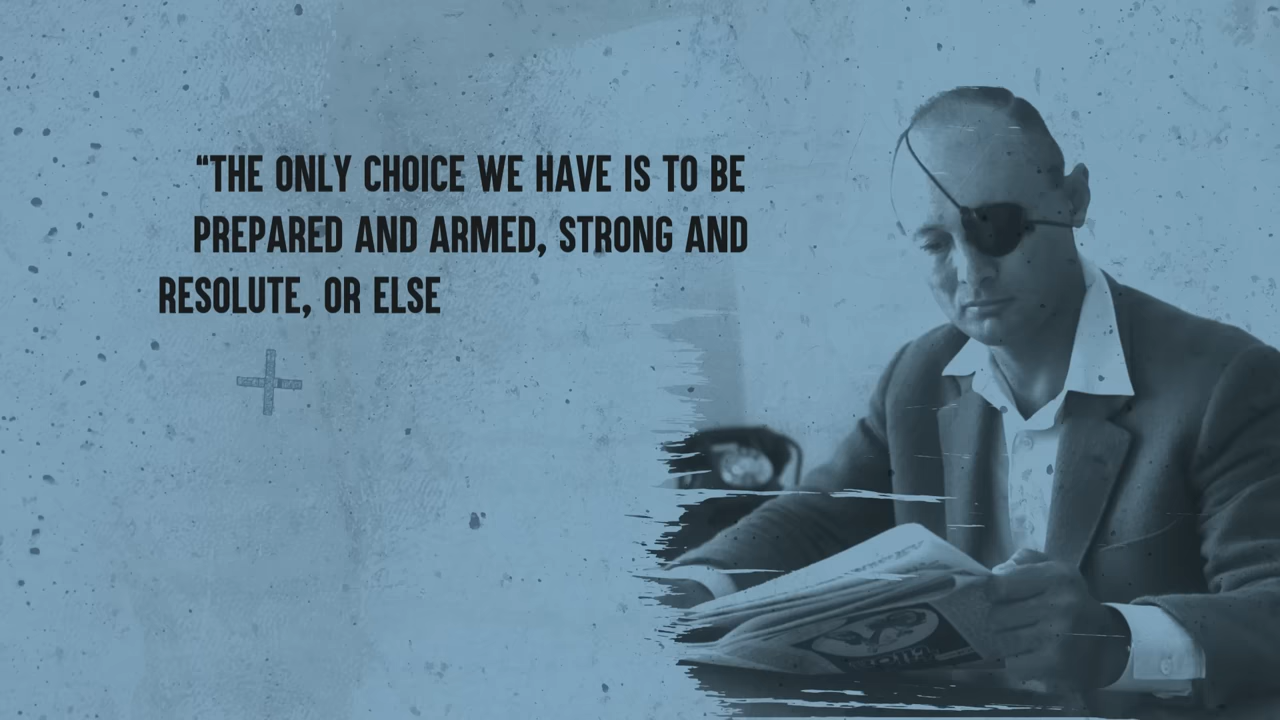 “THE ONLY CHOICE WE HAVE IS TO BE
PREPARED AND ARMED, STRONG AND
RESOLUTE, OR ELSE